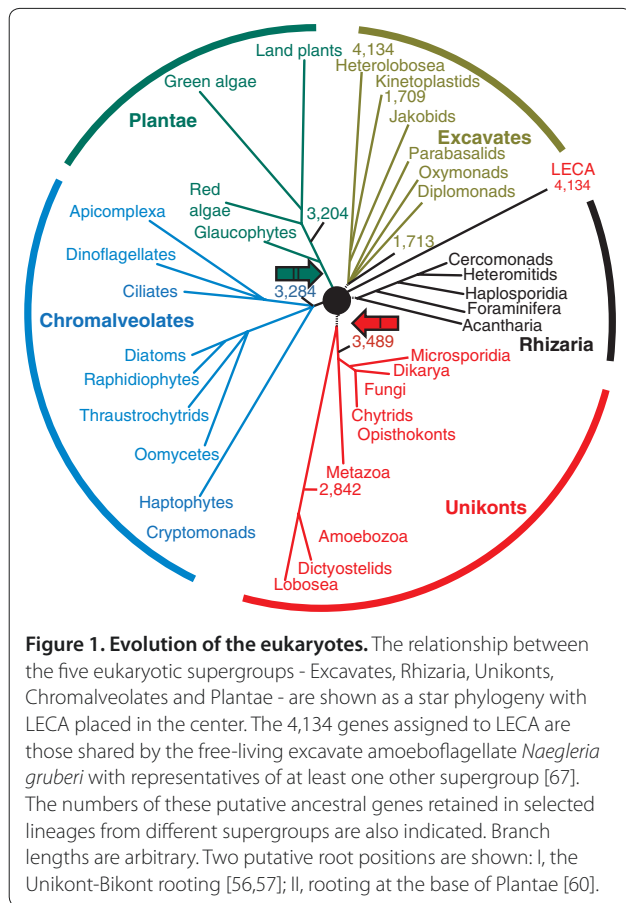 Land plants
4,134
Heterolobosea
Green algae
Kinetoplastids
1,709
Plantae
Jakobids
Excavates
Parabasalids
LECA
4,134
Oxymonads
Diplomonads
Red
algae
3,204
Apicomplexa
Glaucophytes
1,713
Dinoflagellates
Cercomonads
Heteromitids
Ciliates
3,284
Haplosporidia
Foraminifera
Acantharia
Chromalveolates
Rhizaria
3,489
Diatoms
Microsporidia
Raphidiophytes
Dikarya
Fungi
Thraustrochytrids
Chytrids
Opisthokonts
Oomycetes
Metazoa
Haptophytes
2,842
Unikonts
Cryptomonads
Amoebozoa
Dictyostelids
Lobosea
Figure 1. Evolution of the eukaryotes. The relationship between
the five eukaryotic supergroups - Excavates, Rhizaria, Unikonts,
Chromalveolates and Plantae - are shown as a star phylogeny with
LECA placed in the center. The 4,134 genes assigned to LECA are
those shared by the free-living excavate amoeboflagellate Naegleria
gruberi with representatives of at least one other supergroup [67].
The numbers of these putative ancestral genes retained in selected
lineages from different supergroups are also indicated. Branch
lengths are arbitrary. Two putative root positions are shown: I, the
Unikont-Bikont rooting [56,57]; II, rooting at the base of Plantae [60].